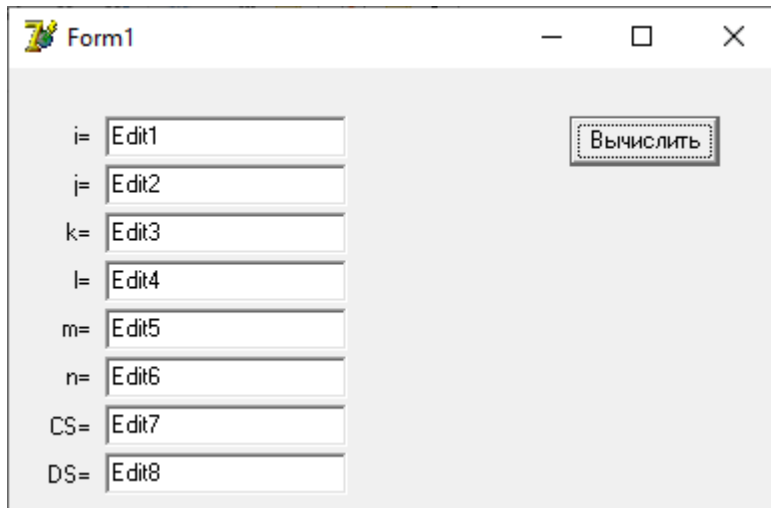 Form1
i= Edit1
Вычислить
j= Edit2
k= Edit3
l= Edit4
m= Edit5
n= Edit6
CS= Edit7
DS= Edit8